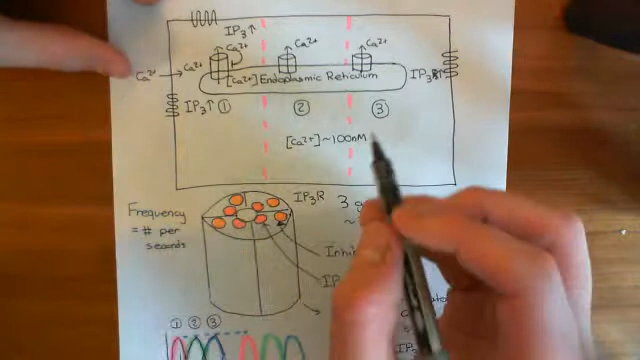 IP3↑
Ca2+
Ca2+
Ca2+
Ca2+
Ca2+
[Ca2+] Endoplasmic Reticulum
IP3↑ ①
②
③
IP3↑
[Ca2+]~100nM
IP3R
3
Frequency
= # per
seconds
Inhi
IP
IP3
① ② ③